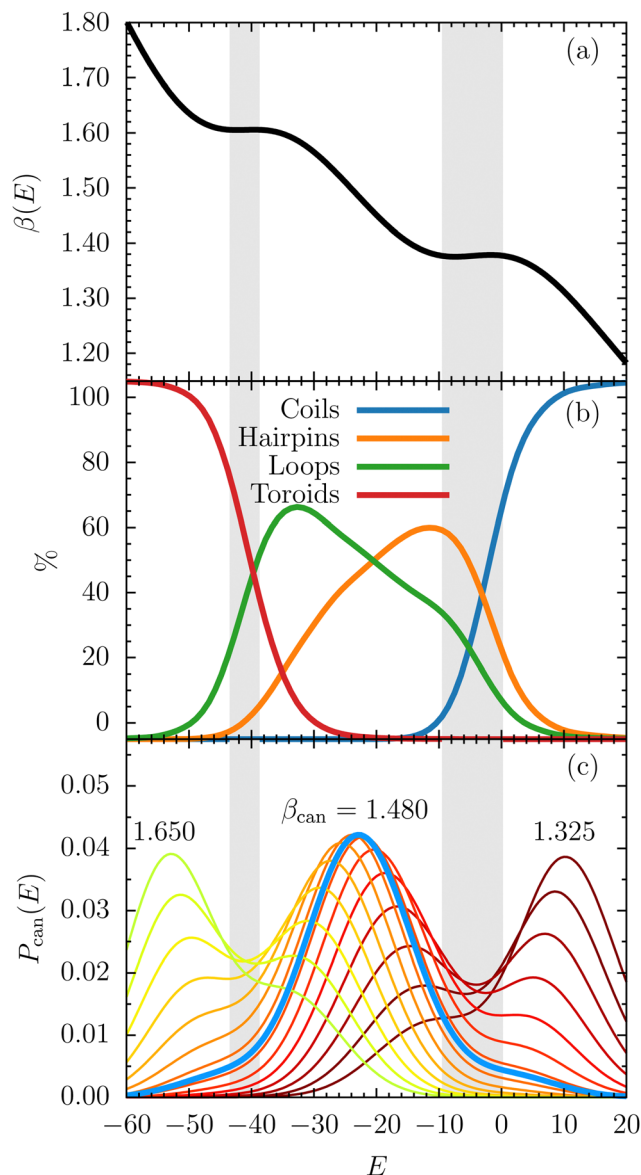 1.80
(a)
1.70
1.60
1.50
1.40
1.30
1.20
β(E)
100
(b)
Coils
Hairpins
Loops
Toroids
80
60
40
20
0
%
0.05
(c)
β_can = 1.480
1.650
1.325
0.04
0.03
0.02
0.01
0.00
P_can(E)
−60 −50 −40 −30 −20 −10 0 10 20
E